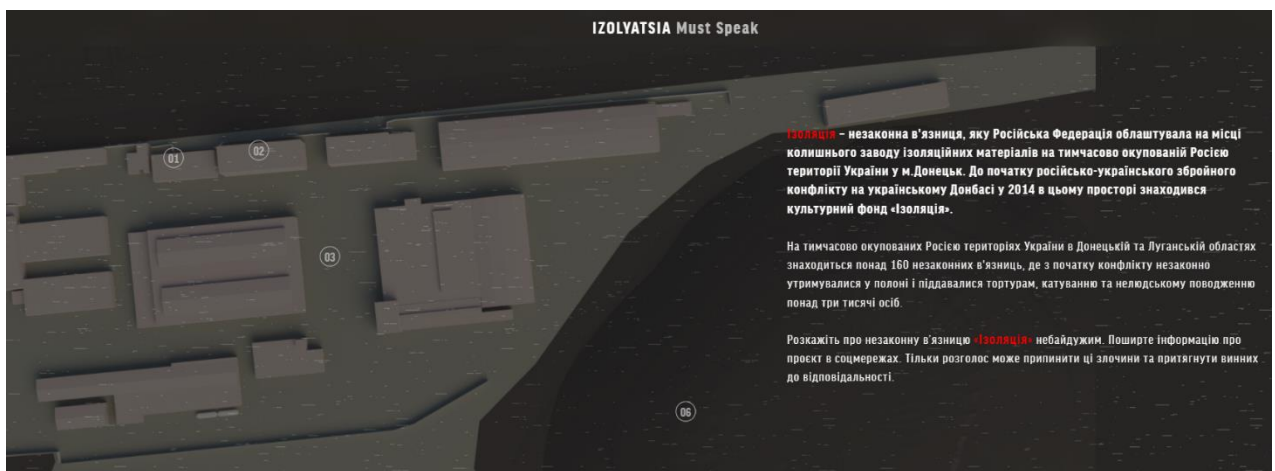 IZOLYATSIA Must Speak
01
02
03
Ізоляція – незаконна в'язниця, яку Російська Федерація облаштувала на місці
колишнього заводу ізоляційних матеріалів на тимчасово окупованій Росією
території України у м.Донецьк. До початку російсько-українського збройного
конфлікту на українському Донбасі у 2014 в цьому просторі знаходився
культурний фонд «Ізоляція».
На тимчасово окупованих Росією територіях України в Донецькій та Луганській областях
знаходиться понад 160 незаконних в'язниць, де з початку конфлікту незаконно
утримувалися у полоні і піддавалися тортурам, катуванню та нелюдському поводженню
понад три тисячі осіб.
Розкажіть про незаконну в'язницю «Ізоляція» небайдужим. Поширте інформацію про
проєкт в соцмережах. Тільки розголос може припинити ці злочини та притягнути винних
до відповідальності.
06